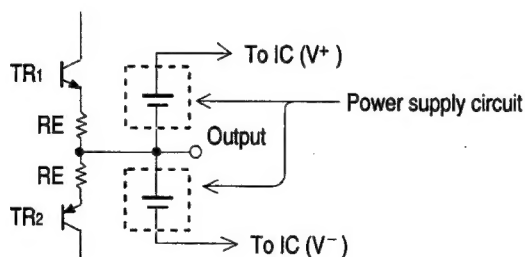 To IC (V+)
TR1
RE
Power supply circuit
Output
RE
TR2
To IC (V−)